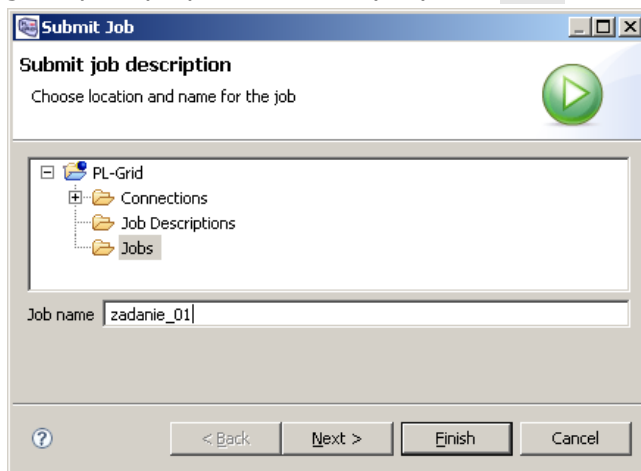 Submit Job
Submit job description
Choose location and name for the job
PL-Grid
Connections
Job Descriptions
Jobs
Job name zadanie_01
? < Back Next > Finish Cancel